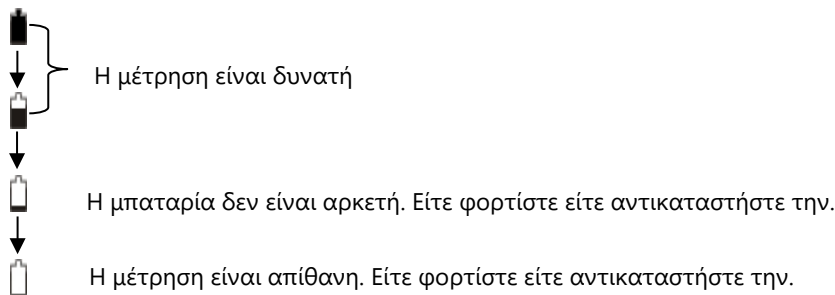 Η μέτρηση είναι δυνατή
Η μπαταρία δεν είναι αρκετή. Είτε φορτίστε είτε αντικαταστήστε την.
Η μέτρηση είναι απίθανη. Είτε φορτίστε είτε αντικαταστήστε την.